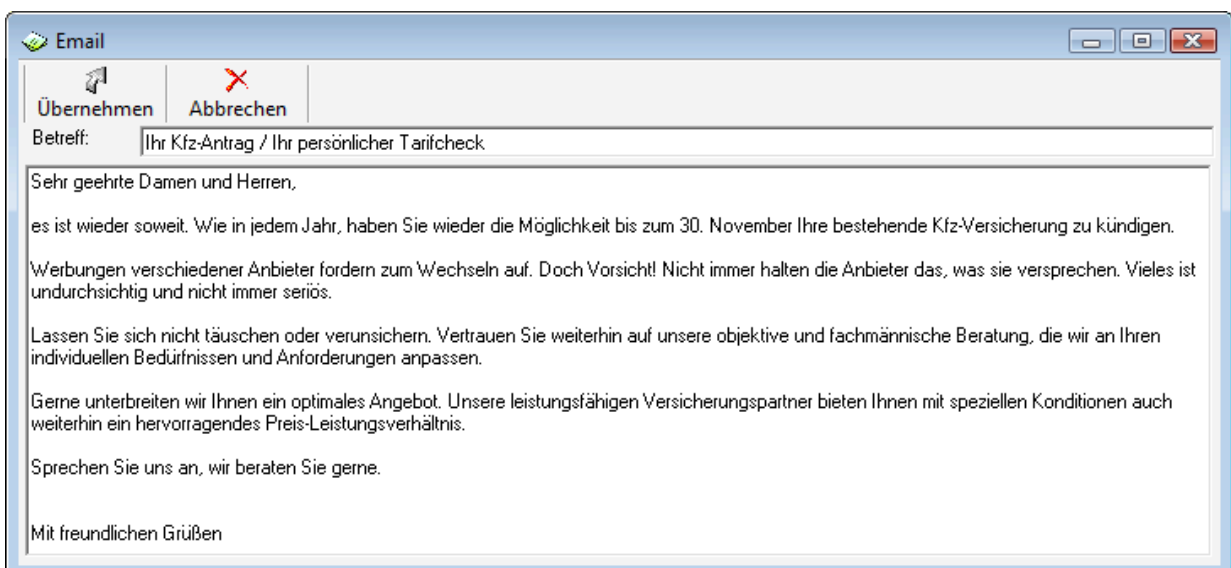 Email
Übernehmen Abbrechen
Betreff: Ihr Kfz-Antrag / Ihr persönlicher Tarifcheck
Sehr geehrte Damen und Herren,
es ist wieder soweit. Wie in jedem Jahr, haben Sie wieder die Möglichkeit bis zum 30. November Ihre bestehende Kfz-Versicherung zu kündigen.
Werbungen verschiedener Anbieter fordern zum Wechseln auf. Doch Vorsicht! Nicht immer halten die Anbieter das, was sie versprechen. Vieles ist
undurchsichtig und nicht immer seriös.
Lassen Sie sich nicht täuschen oder verunsichern. Vertrauen Sie weiterhin auf unsere objektive und fachmännische Beratung, die wir an Ihren
individuellen Bedürfnissen und Anforderungen anpassen.
Gerne unterbreiten wir Ihnen ein optimales Angebot. Unsere leistungsfähigen Versicherungspartner bieten Ihnen mit speziellen Konditionen auch
weiterhin ein hervorragendes Preis-Leistungsverhältnis.
Sprechen Sie uns an, wir beraten Sie gerne.
Mit freundlichen Grüßen